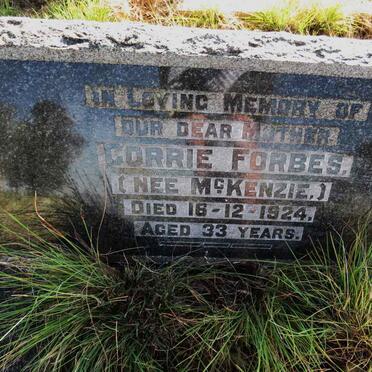 IN LOVING MEMORY OF
OUR DEAR MOTHER
CORRIE FORBES.
(NEE McKENZIE.)
DIED 16-12-1924.
AGED 33 YEARS.